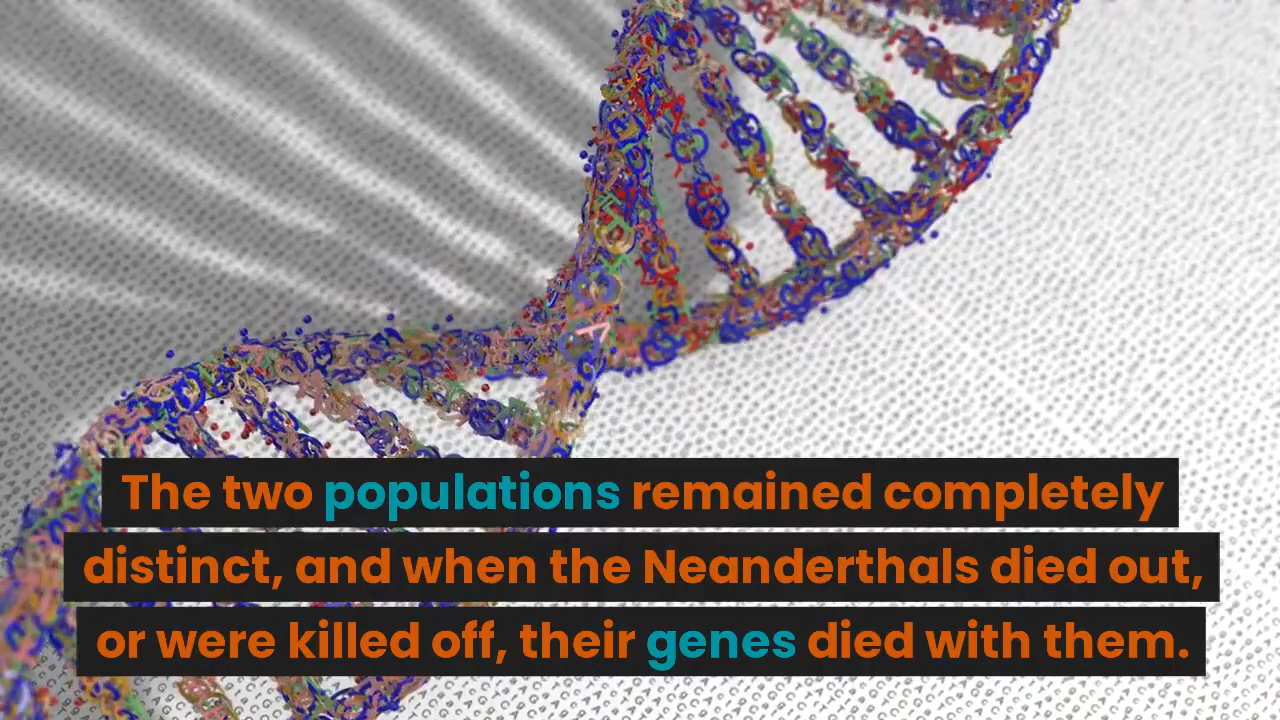 The two populations remained completely
distinct, and when the Neanderthals died out,
or were killed off, their genes died with them.